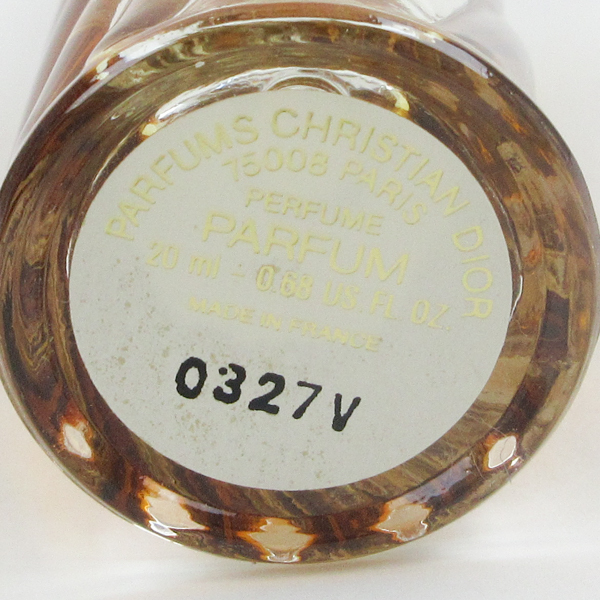 PARFUMS CHRISTIAN DIOR
75008 PARIS
PERFUME
PARFUM
20 ml - 0.68 US. FL. OZ.
MADE IN FRANCE
0327V